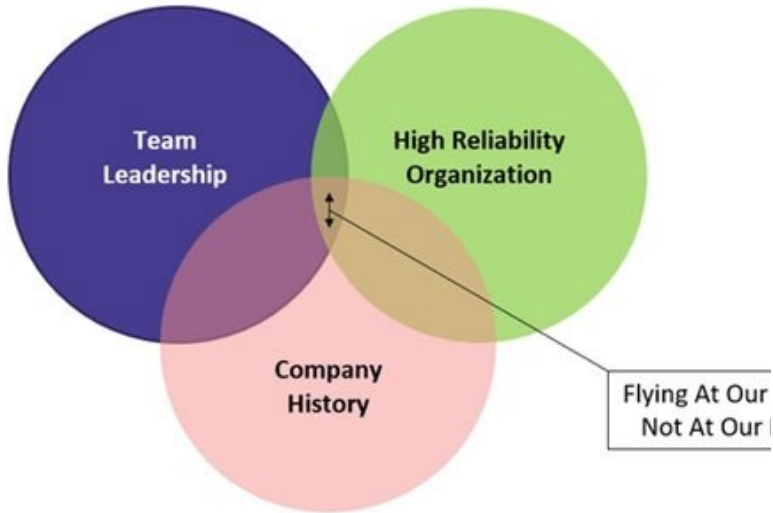 Team
Leadership
High Reliability
Organization
Company
History
Flying At Our
Not At Our